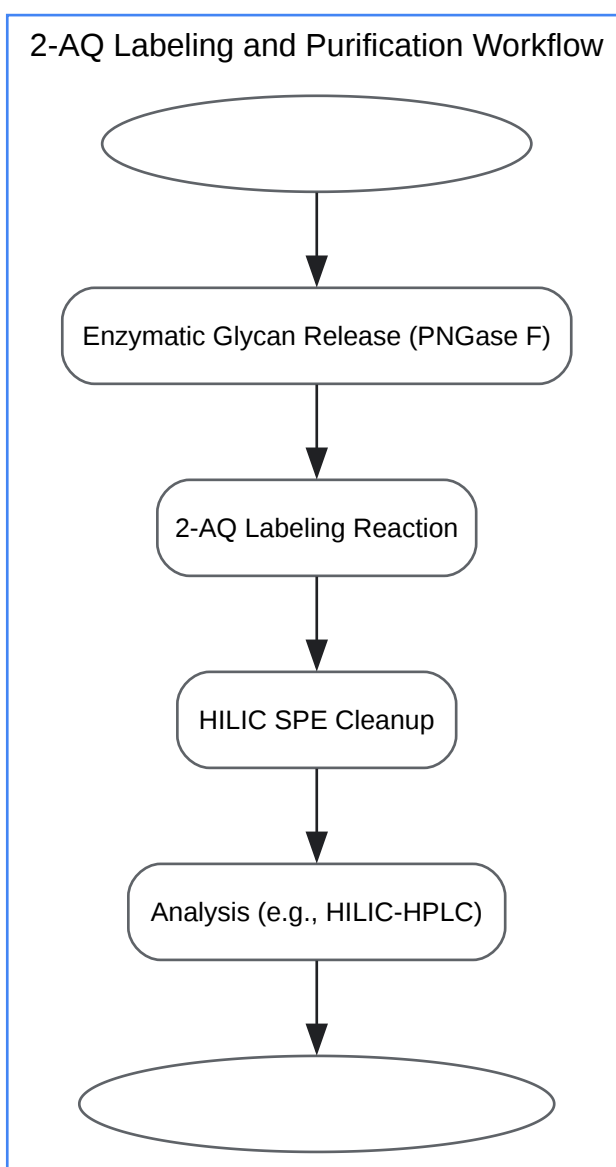 2-AQ Labeling and Purification Workflow
Enzymatic Glycan Release (PNGase F)
2-AQ Labeling Reaction
HILIC SPE Cleanup
Analysis (e.g., HILIC-HPLC)